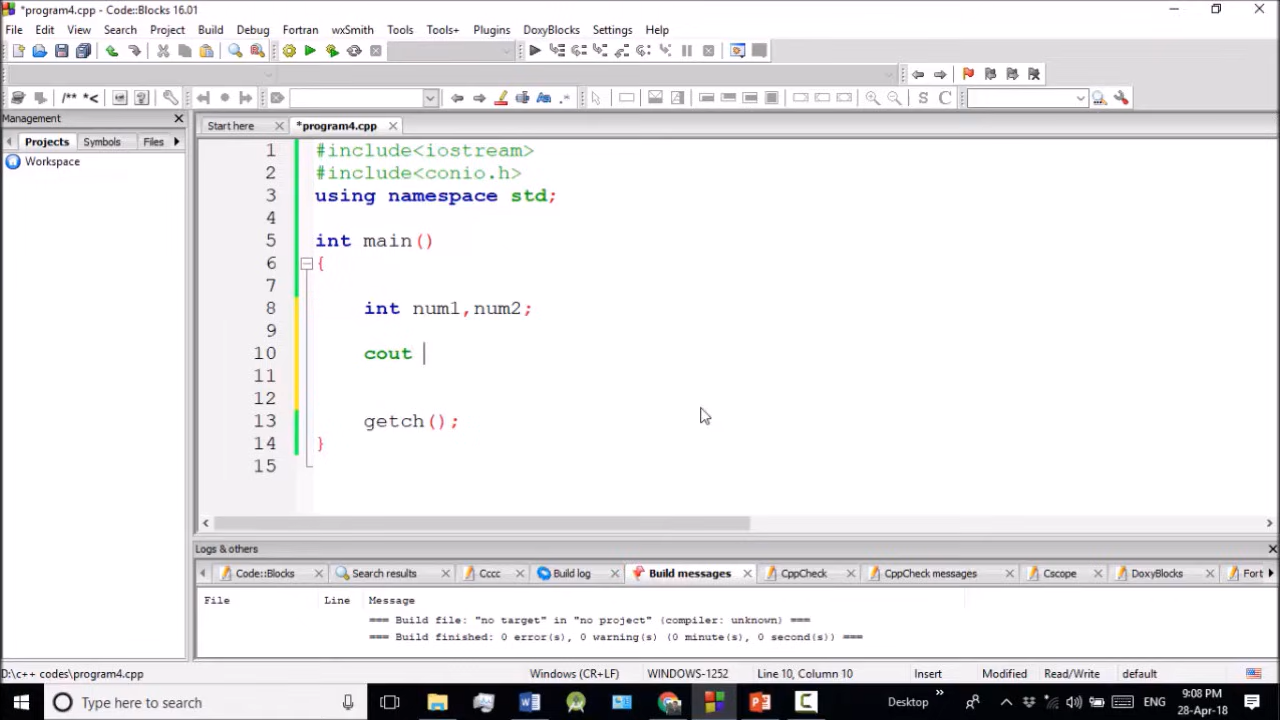 *program4.cpp - Code::Blocks 16.01
File Edit View Search Project Build Debug Fortran wxSmith Tools Tools+ Plugins DoxyBlocks Settings Help
/** *<
S C
Management
Projects Symbols Files
Workspace
Start here *program4.cpp
1 #include<iostream>
2 #include<conio.h>
3 using namespace std;
4
5 int main()
6 {
7
8 int num1,num2;
9
10 cout
11
12
13 getch();
14 }
15
Logs & others
Code::Blocks Search results Cccc Build log Build messages CppCheck CppCheck messages Cscope DoxyBlocks Fort
File Line Message
=== Build file: "no target" in "no project" (compiler: unknown) ===
=== Build finished: 0 error(s), 0 warning(s) (0 minute(s), 0 second(s)) ===
D:\c++ codes\program4.cpp Windows (CR+LF) WINDOWS-1252 Line 10, Column 10 Insert Modified Read/Write default
Type here to search Desktop ENG 9:08 PM
28-Apr-18